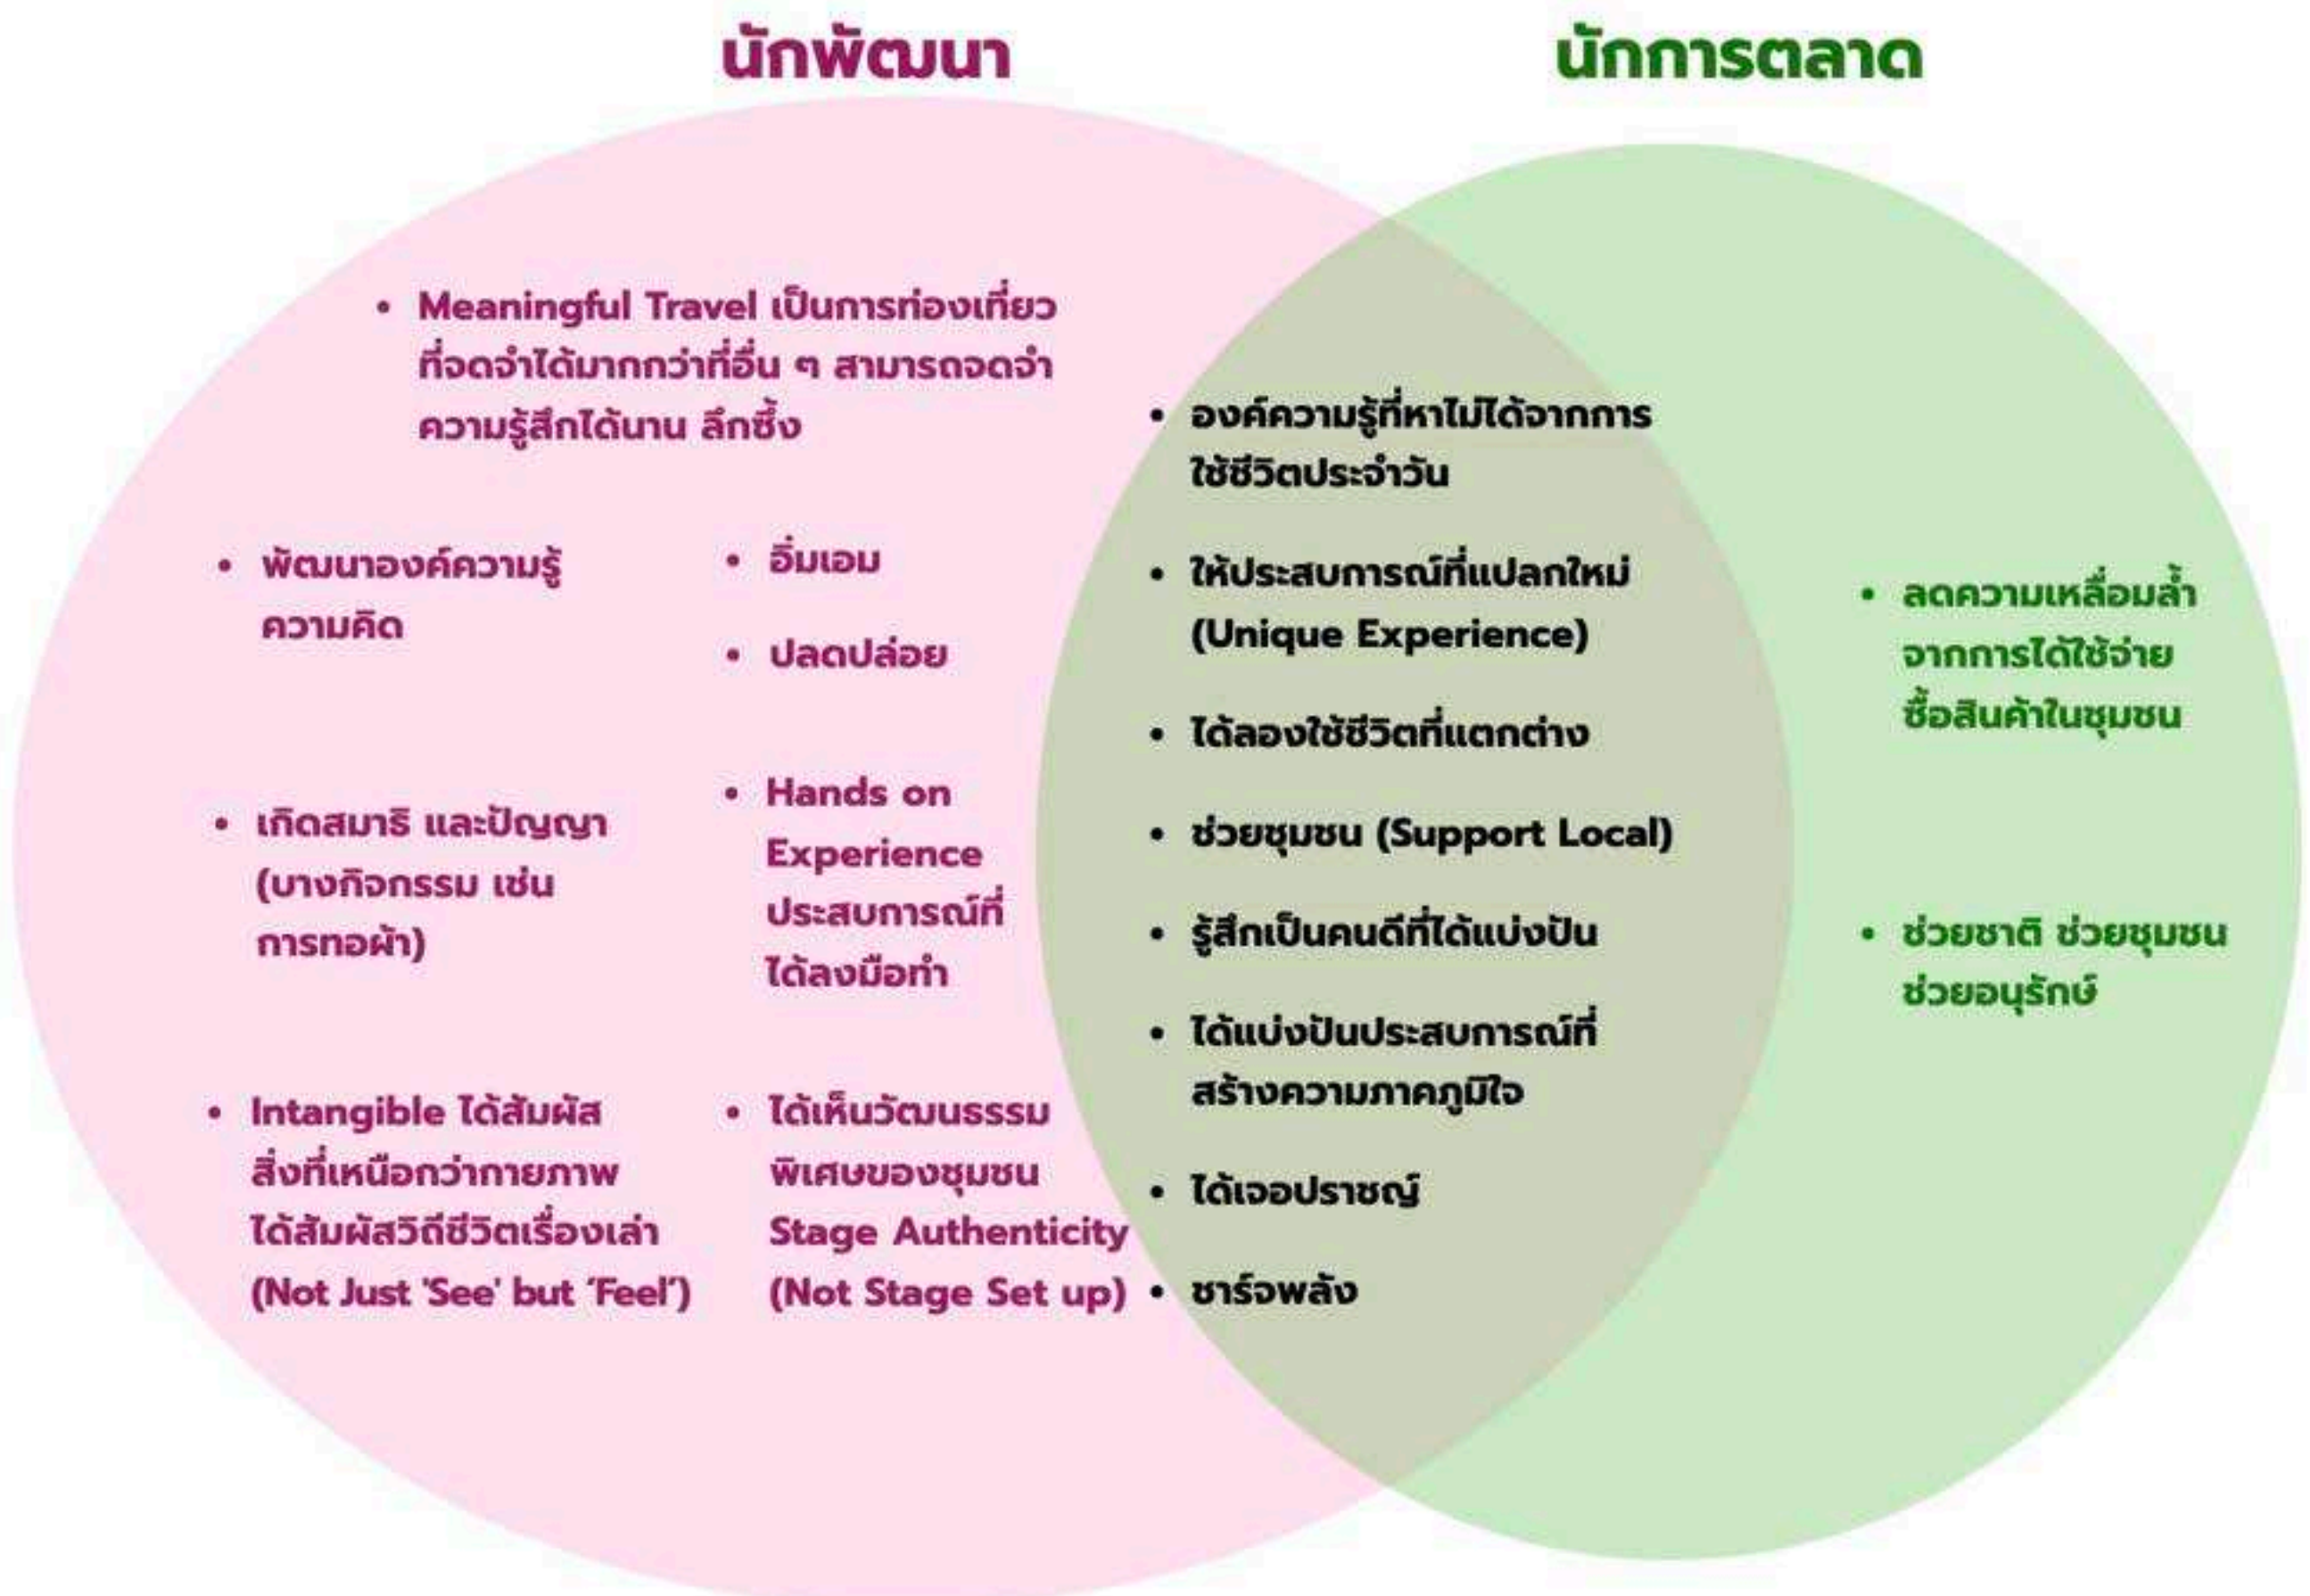 นักพัฒนา
นักการตลาด
• Meaningful Travel เป็นการท่องเที่ยว
ที่จดจำได้มากกว่าที่อื่น ๆ สามารถจดจำ
ความรู้สึกได้นาน ลึกซึ้ง
• พัฒนาองค์ความรู้
ความคิด
• อิ่มเอม
• ปลดปล่อย
• เกิดสมาธิ และปัญญา
(บางกิจกรรม เช่น
การทอผ้า)
• Hands on
Experience
ประสบการณ์ที่
ได้ลงมือทำ
• Intangible ได้สัมผัส
สิ่งที่เหนือกว่ากายภาพ
ได้สัมผัสวิถีชีวิตเรื่องเล่า
(Not Just 'See' but 'Feel')
• ได้เห็นวัฒนธรรม
พิเศษของชุมชน
Stage Authenticity
(Not Stage Set up)
• องค์ความรู้ที่หาไม่ได้จากการ
ใช้ชีวิตประจำวัน
• ให้ประสบการณ์ที่แปลกใหม่
(Unique Experience)
• ได้ลองใช้ชีวิตที่แตกต่าง
• ช่วยชุมชน (Support Local)
• รู้สึกเป็นคนดีที่ได้แบ่งปัน
• ได้แบ่งปันประสบการณ์ที่
สร้างความภาคภูมิใจ
• ได้เจอปราชญ์
• ชาร์จพลัง
• ลดความเหลื่อมล้ำ
จากการได้ใช้จ่าย
ซื้อสินค้าในชุมชน
• ช่วยชาติ ช่วยชุมชน
ช่วยอนุรักษ์